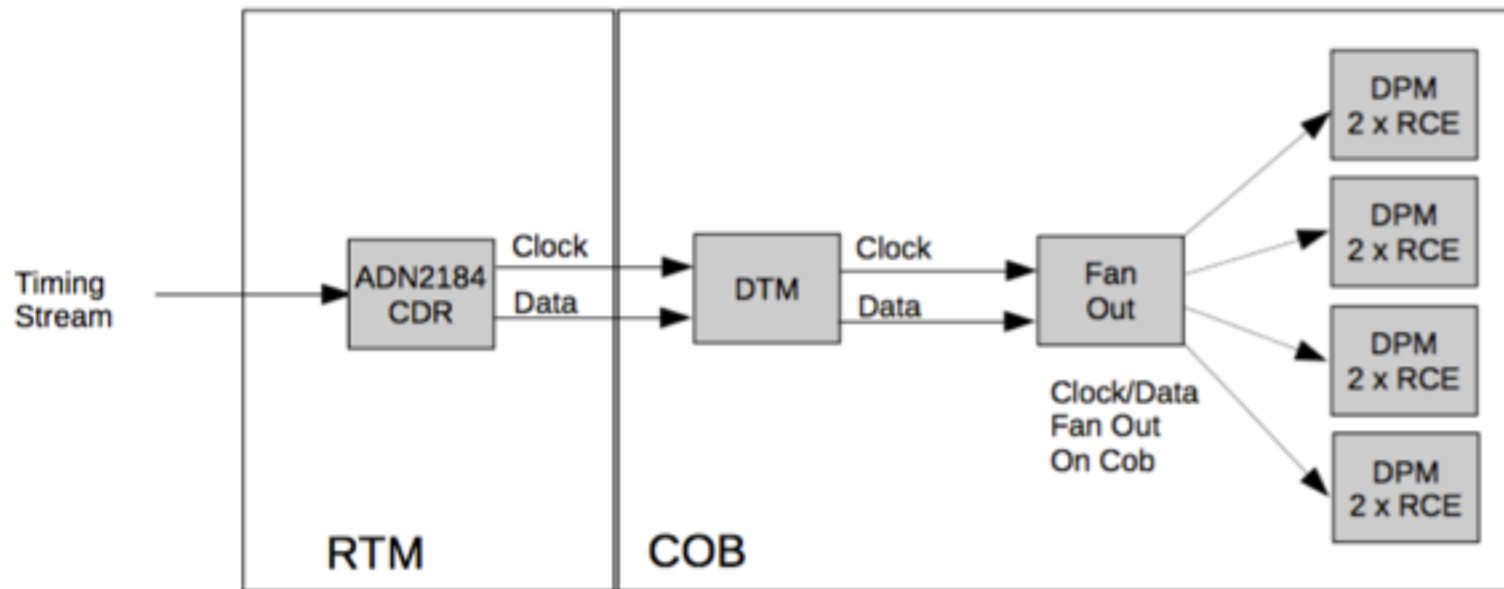 Timing
Stream
ADN2184
CDR
Clock
Data
RTM
DTM
Clock
Data
Fan
Out
Clock/Data
Fan Out
On Cob
DPM
2 x RCE
DPM
2 x RCE
DPM
2 x RCE
DPM
2 x RCE
COB